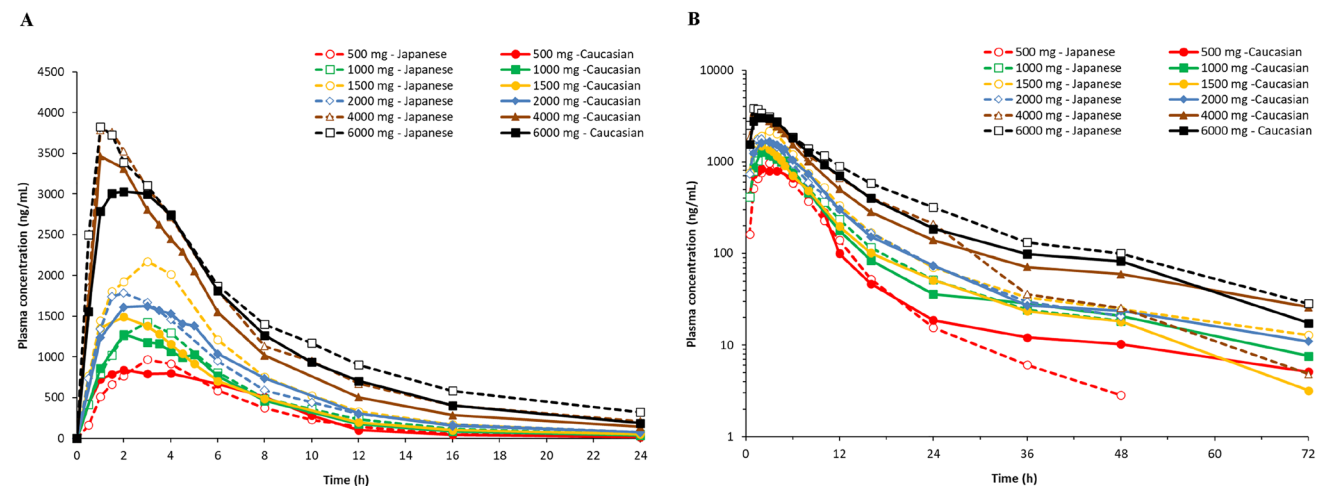 A
500 mg - Japanese
500 mg -Caucasian
1000 mg - Japanese
1000 mg -Caucasian
1500 mg - Japanese
1500 mg -Caucasian
2000 mg - Japanese
2000 mg -Caucasian
4000 mg - Japanese
4000 mg -Caucasian
6000 mg - Japanese
6000 mg - Caucasian
Plasma concentration (ng/mL)
4500
4000
3500
3000
2500
2000
1500
1000
500
0
0 2 4 6 8 10 12 14 16 18 20 22 24
Time (h)
B
500 mg - Japanese
500 mg -Caucasian
1000 mg - Japanese
1000 mg -Caucasian
1500 mg - Japanese
1500 mg -Caucasian
2000 mg - Japanese
2000 mg -Caucasian
4000 mg - Japanese
4000 mg -Caucasian
6000 mg - Japanese
6000 mg - Caucasian
Plasma concentration (ng/mL)
10000
1000
100
10
1
0 12 24 36 48 60 72
Time (h)